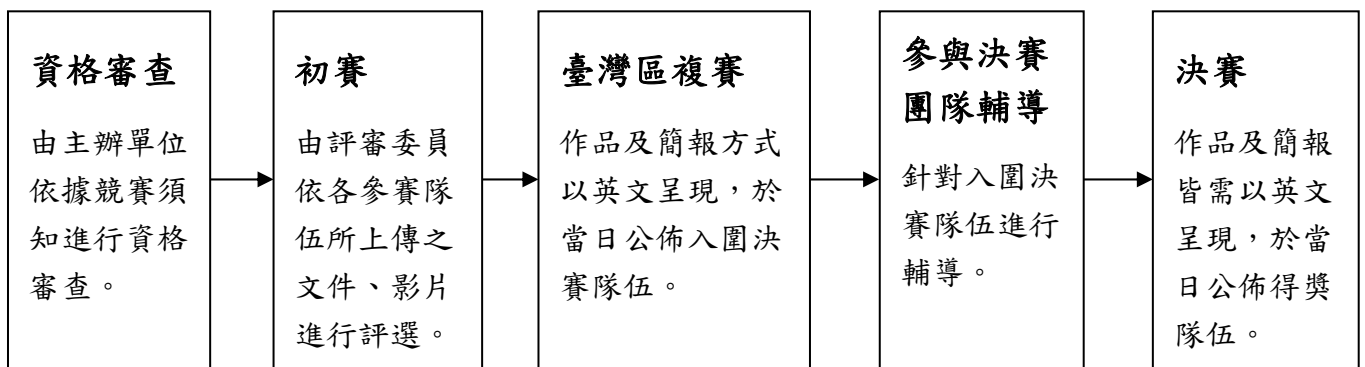 資格審查
由主辦單位
依據競賽須
知進行資格
審查。
初賽
由評審委員
依各參賽隊
伍所上傳之
文件、影片
進行評選。
臺灣區複賽
作品及簡報方式
以英文呈現，於
當日公佈入圍決
賽隊伍。
參與決賽
團隊輔導
針對入圍決
賽隊伍進行
輔導。
決賽
作品及簡報
皆需以英文
呈現，於當
日公佈得獎
隊伍。